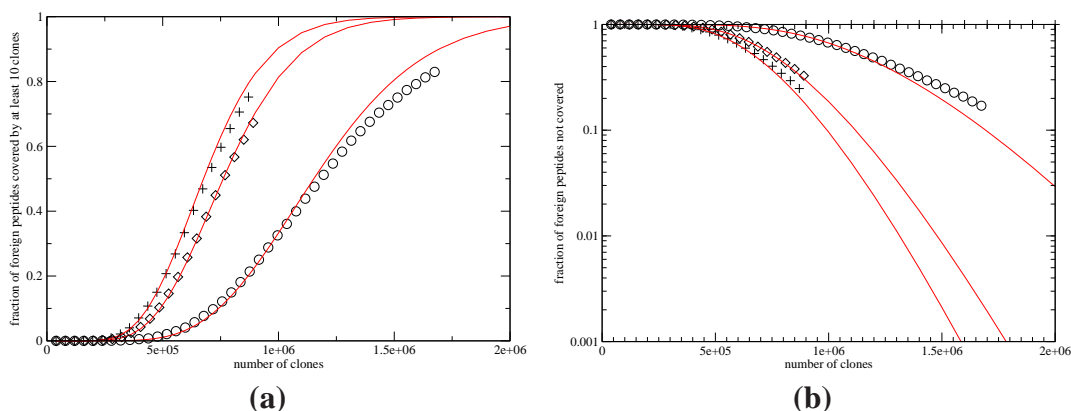 fraction of foreign peptides covered by at least 10 clones
1
0.8
0.6
0.4
0.2
0
0 5e+05 1e+06 1.5e+06 2e+06
number of clones
(a)
fraction of foreign peptides not covered
1
0.1
0.01
0.001
0 5e+05 1e+06 1.5e+06 2e+06
number of clones
(b)